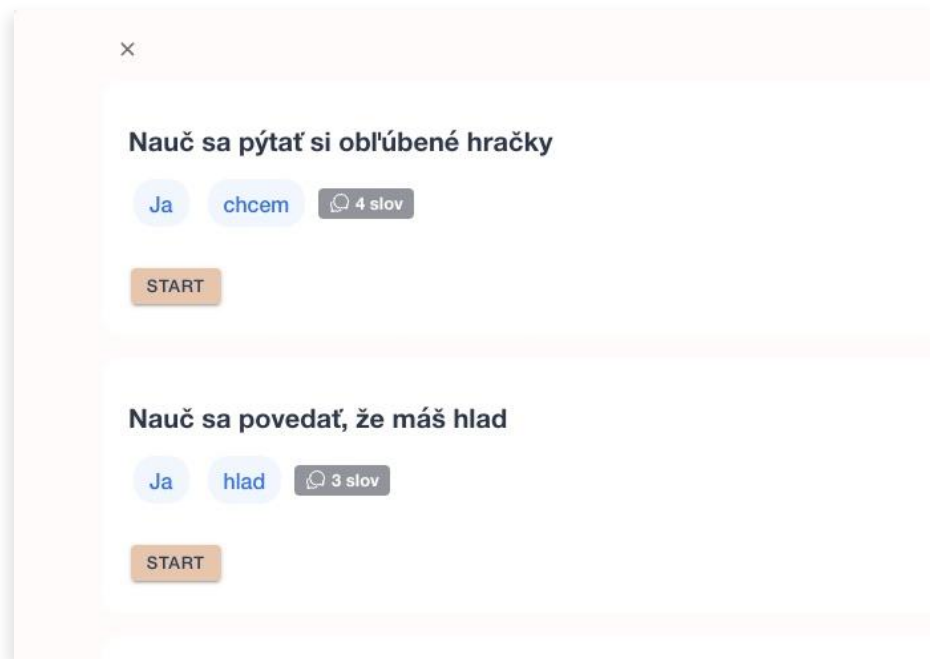 ×
Nauč sa pýtať si obľúbené hračky
Ja chcem 4 slov
START
Nauč sa povedať, že máš hlad
Ja hlad 3 slov
START